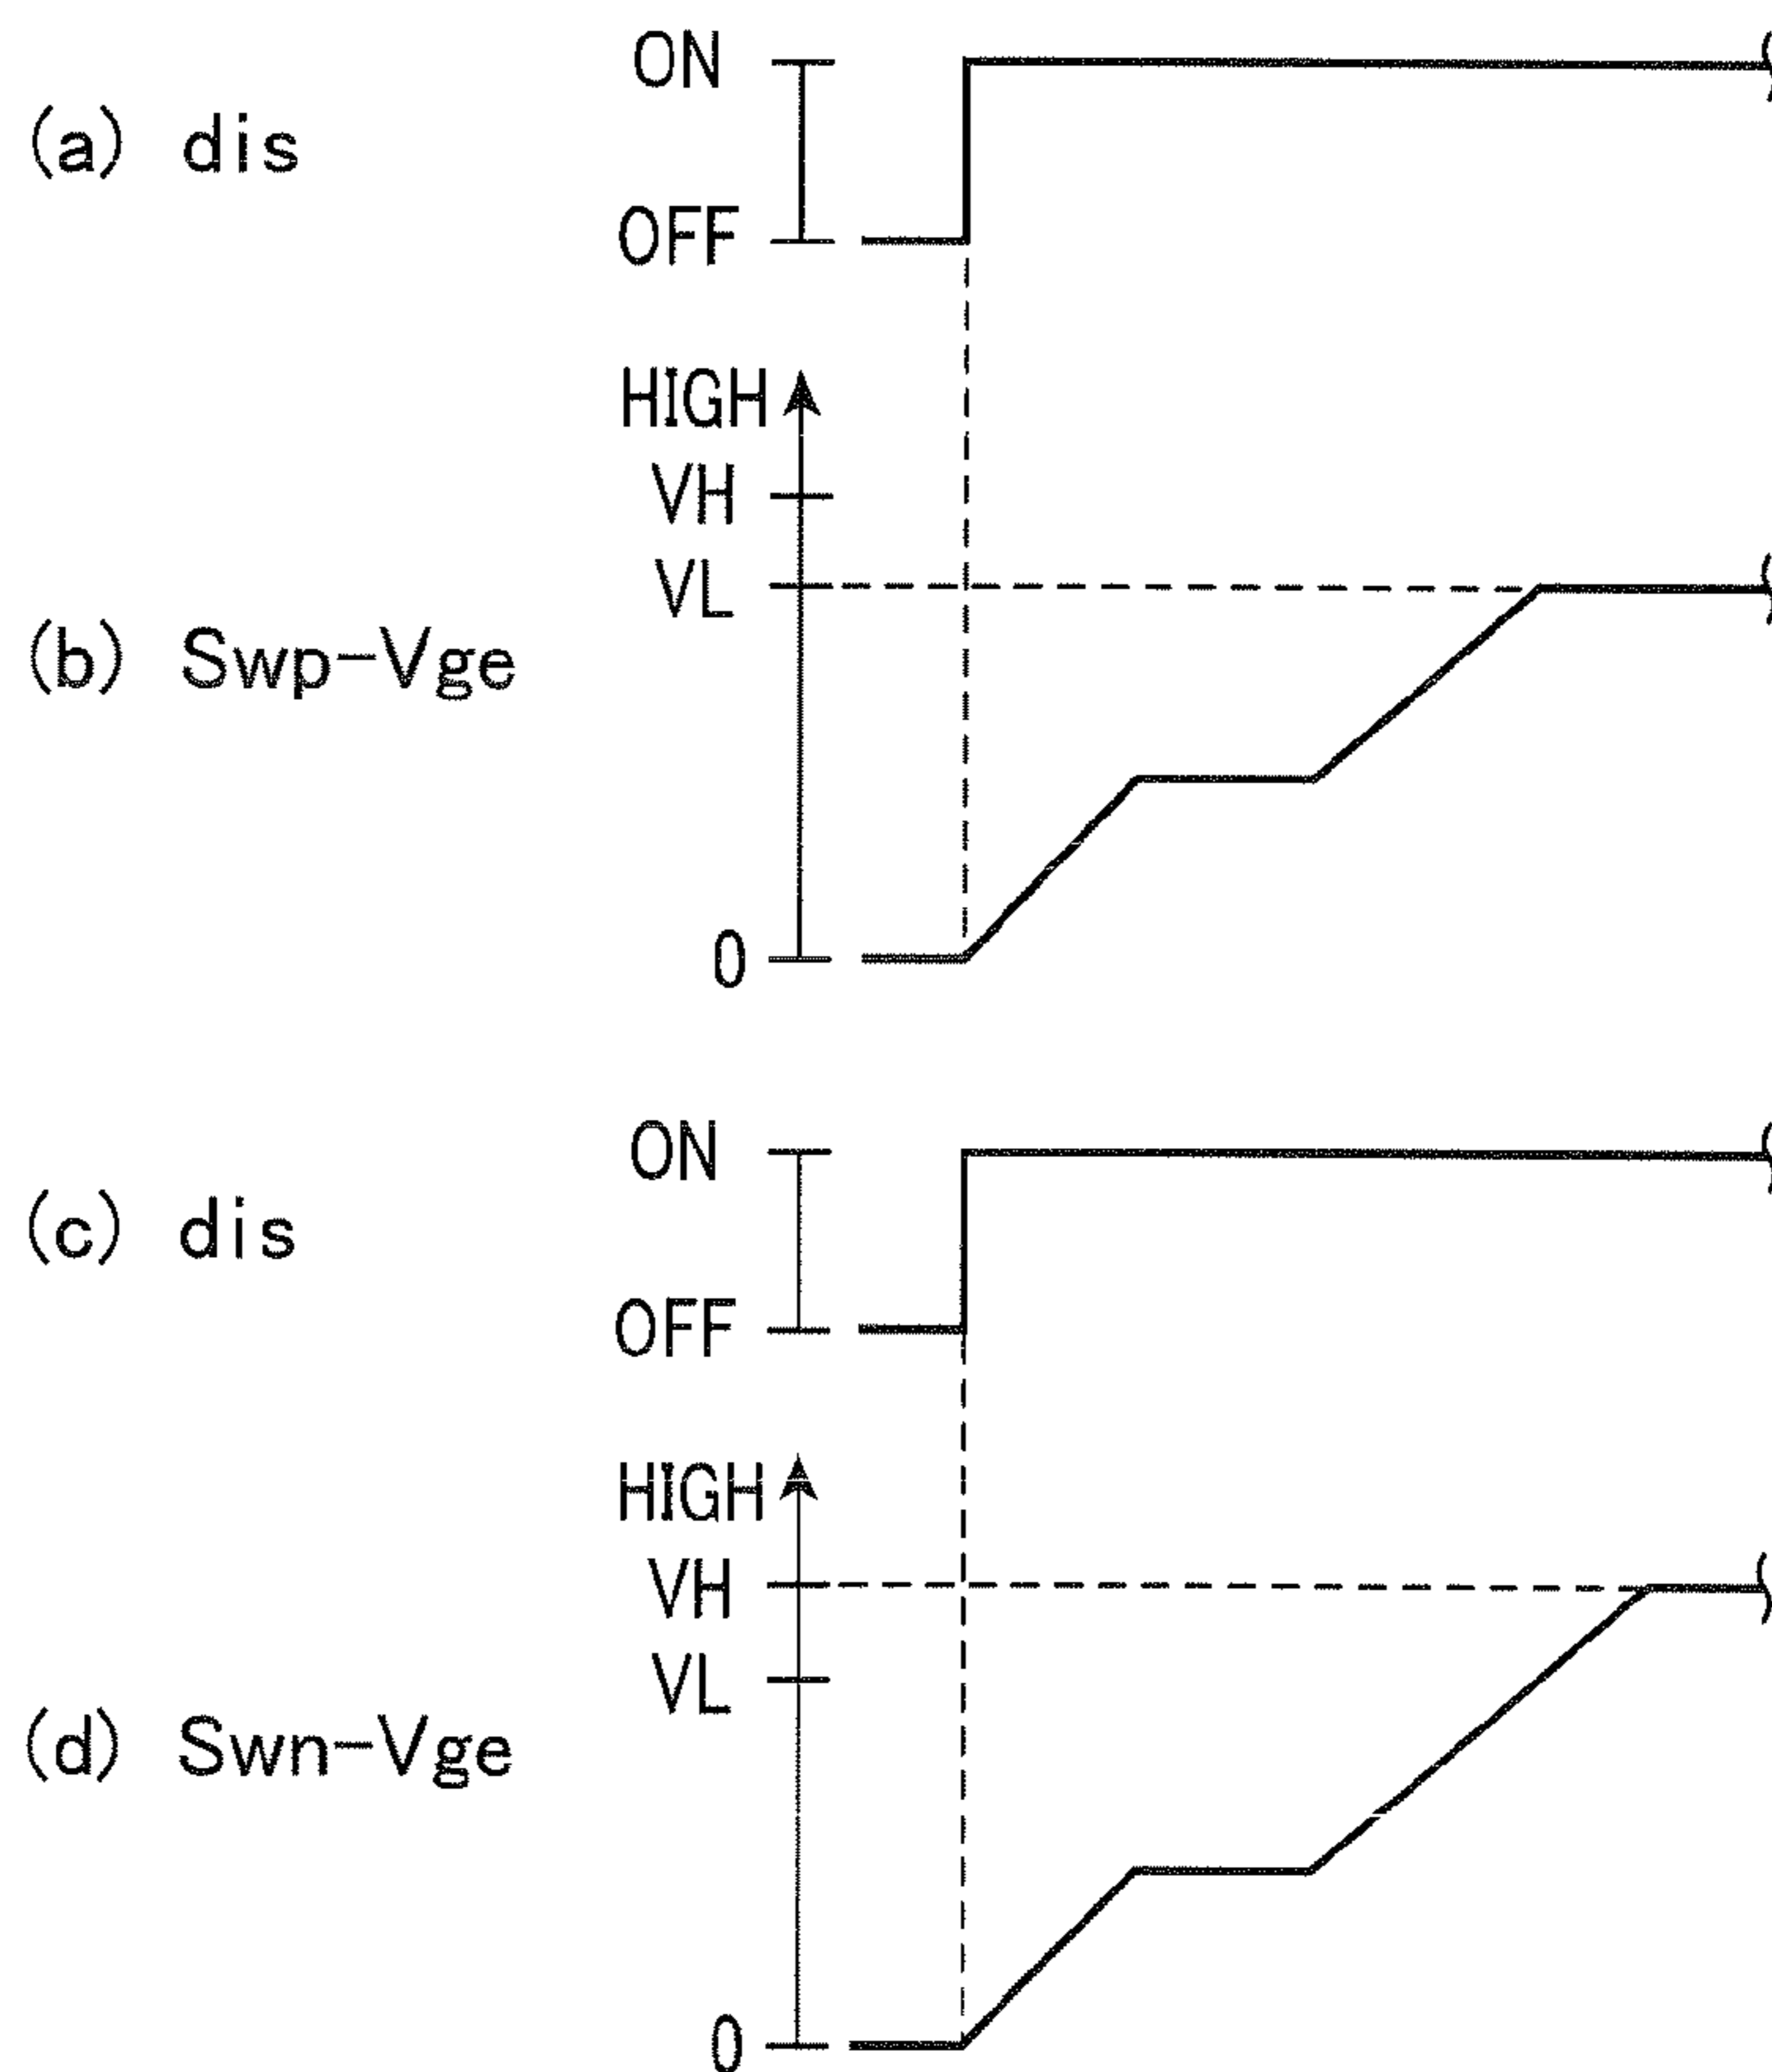 ON
(a) dis
OFF
HIGH
VH
VL
(b) Swp-Vge
0
ON
(c) dis
OFF
HIGH
VH
VL
(d) Swn-Vge
0